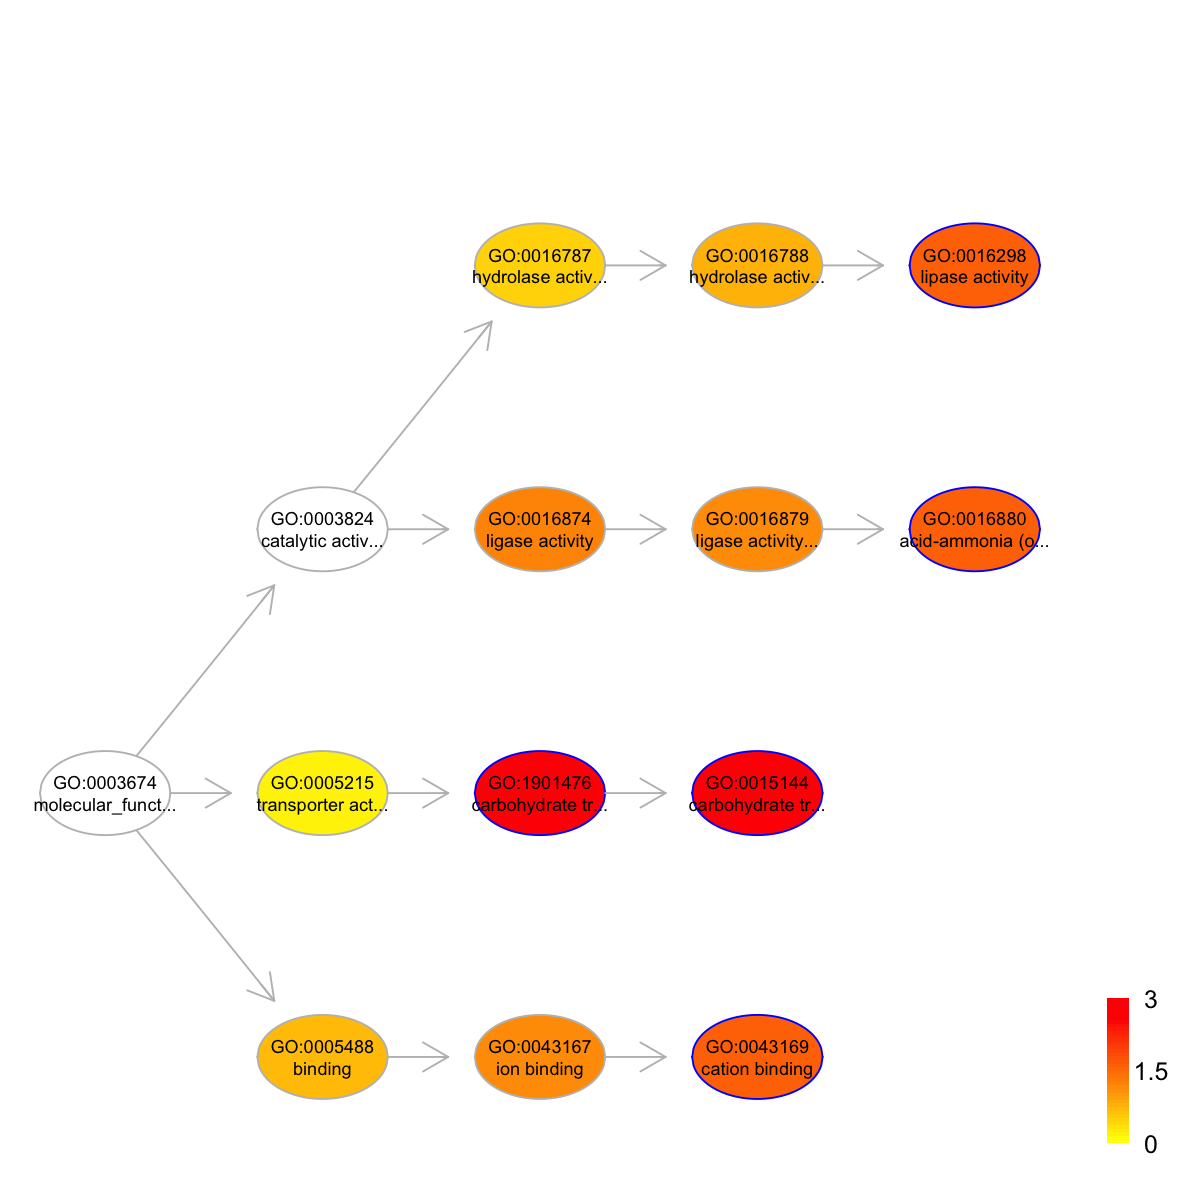 GO:0016787
hydrolase activ...
GO:0016788
hydrolase activ...
GO:0016298
lipase activity
GO:0003824
catalytic activ...
GO:0016874
ligase activity
GO:0016879
ligase activity...
GO:0016880
acid-ammonia (o...
GO:0003674
molecular_funct...
GO:0005215
transporter act...
GO:1901476
carbohydrate tr...
GO:0015144
carbohydrate tr...
GO:0005488
binding
GO:0043167
ion binding
GO:0043169
cation binding
3
1.5
0